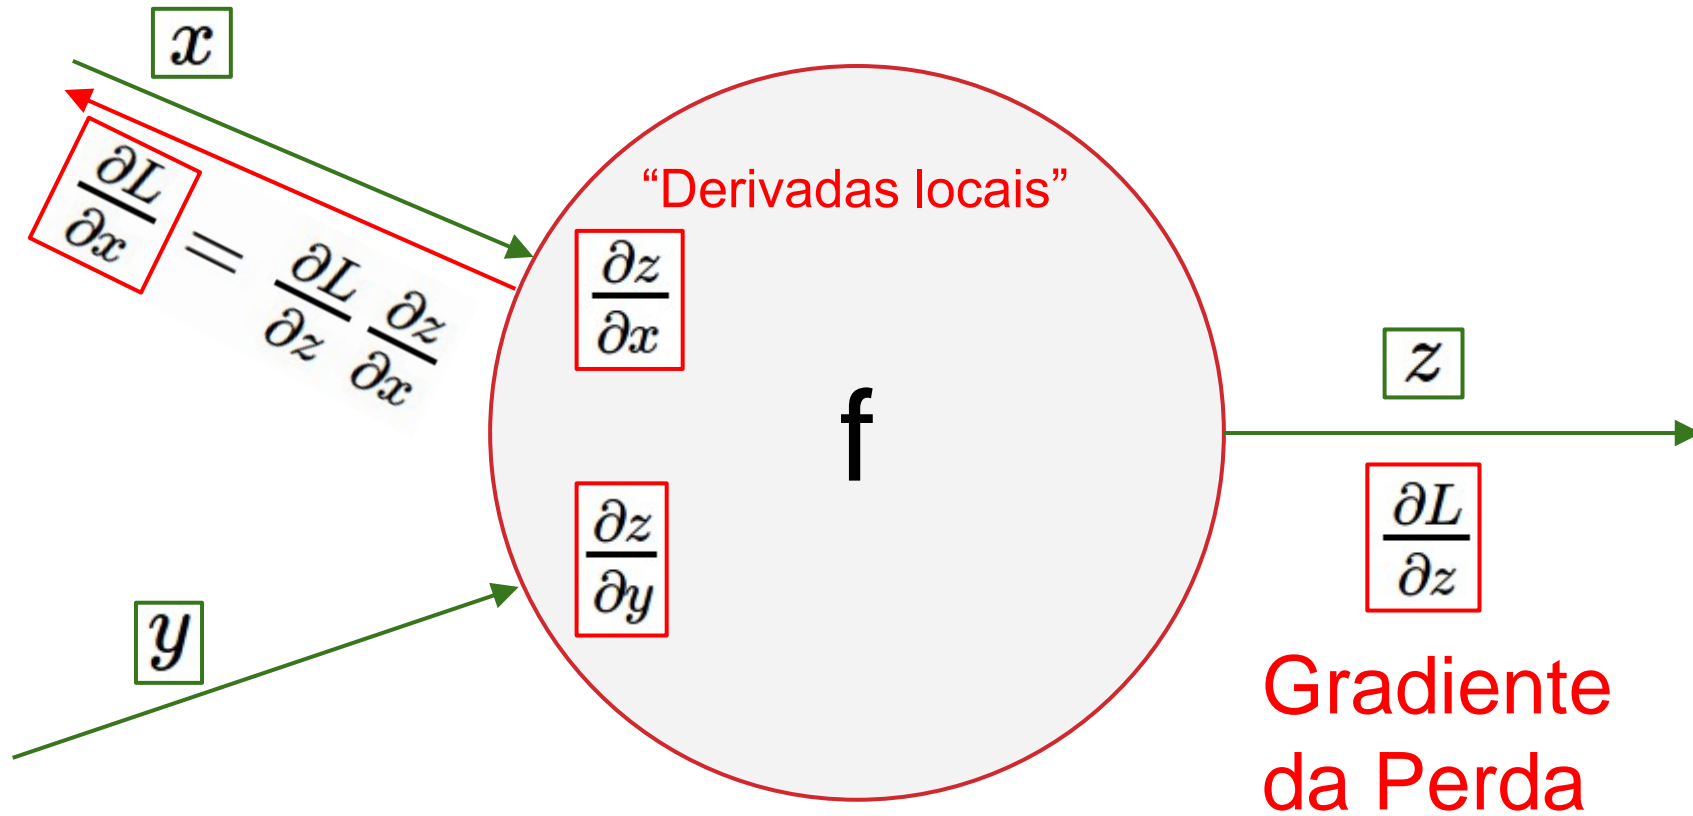 x
“Derivadas locais”
∂L/∂x = ∂L/∂z ∂z/∂x
∂z/∂x
f
z
∂z/∂y
∂L/∂z
y
Gradiente
da Perda